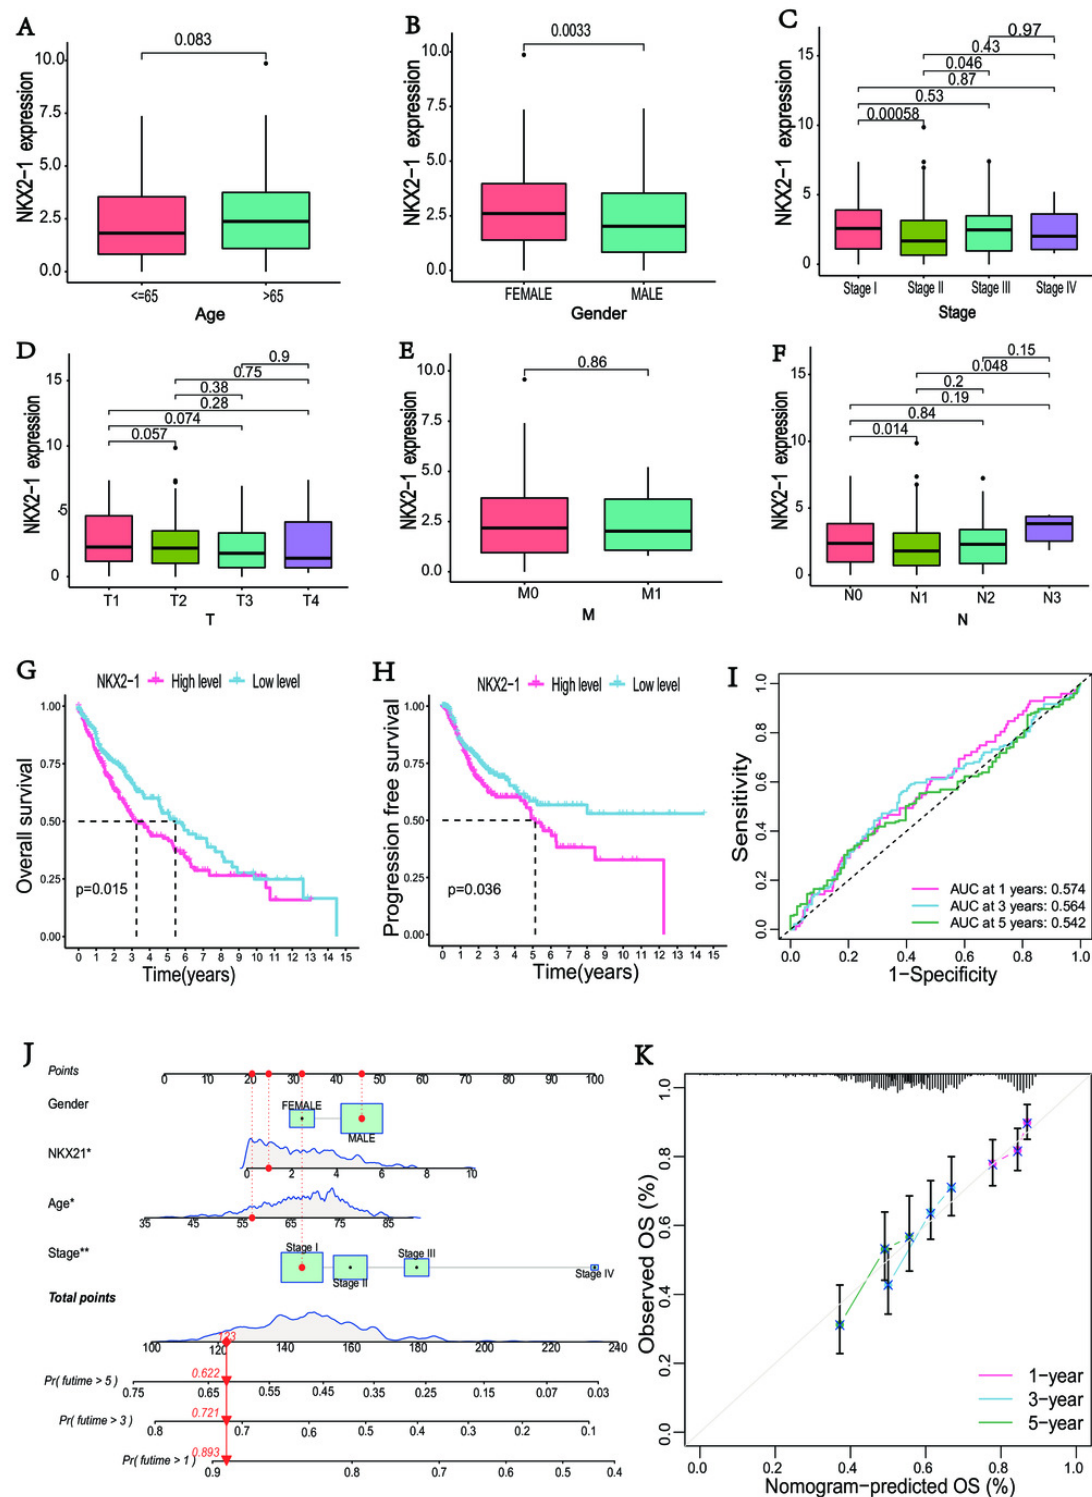 A
0.083
10.0
7.5
5.0
2.5
0.0
NKX2-1 expression
<=65
>65
Age
B
0.0033
10.0
7.5
5.0
2.5
0.0
NKX2-1 expression
FEMALE
MALE
Gender
C
0.97
0.43
0.046
0.87
0.53
0.00058
15
10
5
0
NKX2-1 expression
Stage I
Stage II
Stage III
Stage IV
Stage
D
0.9
0.75
0.38
0.28
0.074
0.057
15
10
5
0
NKX2-1 expression
T1
T2
T3
T4
T
E
0.86
10.0
7.5
5.0
2.5
0.0
NKX2-1 expression
M0
M1
M
F
0.15
0.048
0.2
0.19
0.84
0.014
15
10
5
0
NKX2-1 expression
N0
N1
N2
N3
N
G
NKX2-1 High level Low level
1.00
0.75
0.50
0.25
0.00
Overall survival
p=0.015
0 1 2 3 4 5 6 7 8 9 10 11 12 13 14 15
Time(years)
H
NKX2-1 High level Low level
1.00
0.75
0.50
0.25
0.00
Progression free survival
p=0.036
0 1 2 3 4 5 6 7 8 9 10 11 12 13 14 15
Time(years)
I
1.0
0.8
0.6
0.4
0.2
0.0
Sensitivity
AUC at 1 years: 0.574
AUC at 3 years: 0.564
AUC at 5 years: 0.542
0.0 0.2 0.4 0.6 0.8 1.0
1-Specificity
J
Points
0 10 20 30 40 50 60 70 80 90 100
Gender
FEMALE
MALE
NKX21*
0 2 4 6 8 10
Age*
35 45 55 65 75 85
Stage**
Stage I
Stage II
Stage III
Stage IV
Total points
123
100 120 140 160 180 200 220 240
0.622
Pr( futime > 5 )
0.75 0.65 0.55 0.45 0.35 0.25 0.15 0.07 0.03
0.721
Pr( futime > 3 )
0.8 0.7 0.6 0.5 0.4 0.3 0.2 0.1
0.893
Pr( futime > 1 )
0.9 0.8 0.7 0.6 0.5 0.4
K
1.0
0.8
0.6
0.4
0.2
0.0
Observed OS (%)
1-year
3-year
5-year
0.0 0.2 0.4 0.6 0.8 1.0
Nomogram-predicted OS (%)